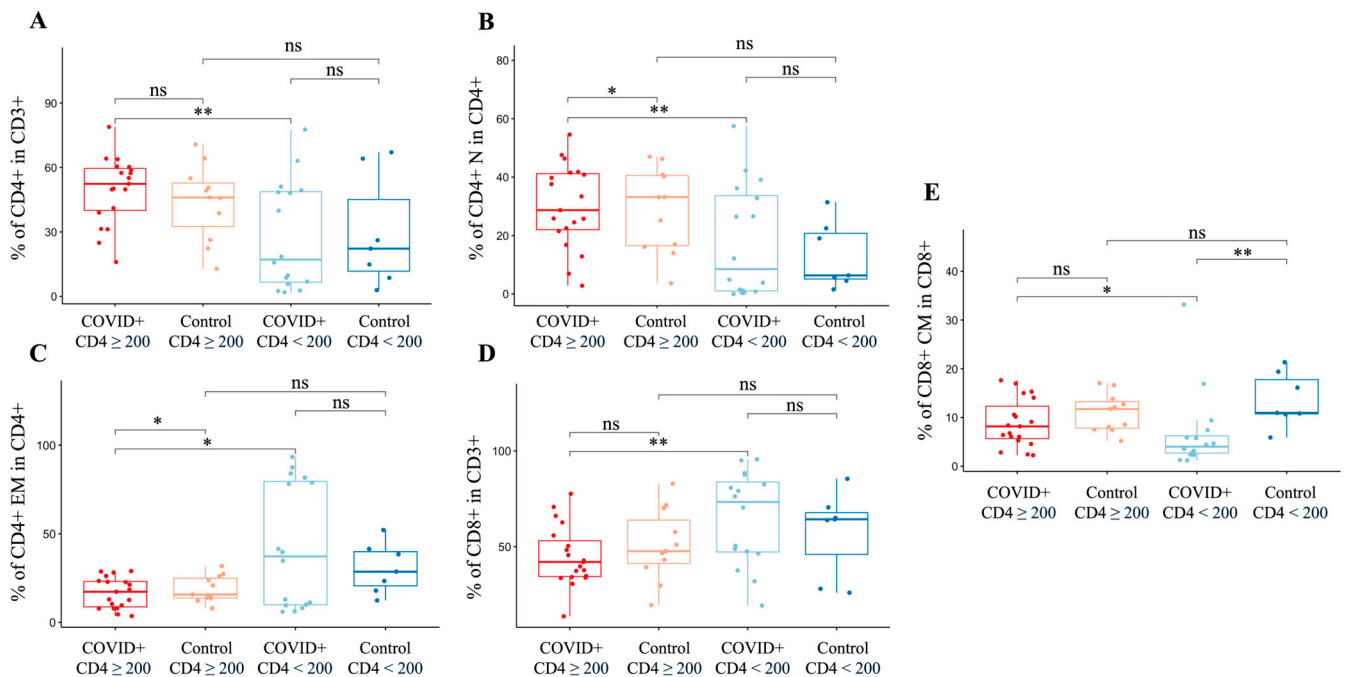 A
% of CD4+ in CD3+
90
60
30
0
ns
ns
ns
**
COVID+ Control COVID+ Control
CD4 ≥ 200 CD4 ≥ 200 CD4 < 200 CD4 < 200
B
% of CD4+ N in CD4+
80
60
40
20
0
ns
ns
*
**
COVID+ Control COVID+ Control
CD4 ≥ 200 CD4 ≥ 200 CD4 < 200 CD4 < 200
C
% of CD4+ EM in CD4+
100
50
0
ns
ns
*
*
COVID+ Control COVID+ Control
CD4 ≥ 200 CD4 ≥ 200 CD4 < 200 CD4 < 200
D
% of CD8+ in CD3+
100
50
ns
ns
ns
**
COVID+ Control COVID+ Control
CD4 ≥ 200 CD4 ≥ 200 CD4 < 200 CD4 < 200
E
% of CD8+ CM in CD8+
40
30
20
10
0
ns
**
ns
*
COVID+ Control COVID+ Control
CD4 ≥ 200 CD4 ≥ 200 CD4 < 200 CD4 < 200